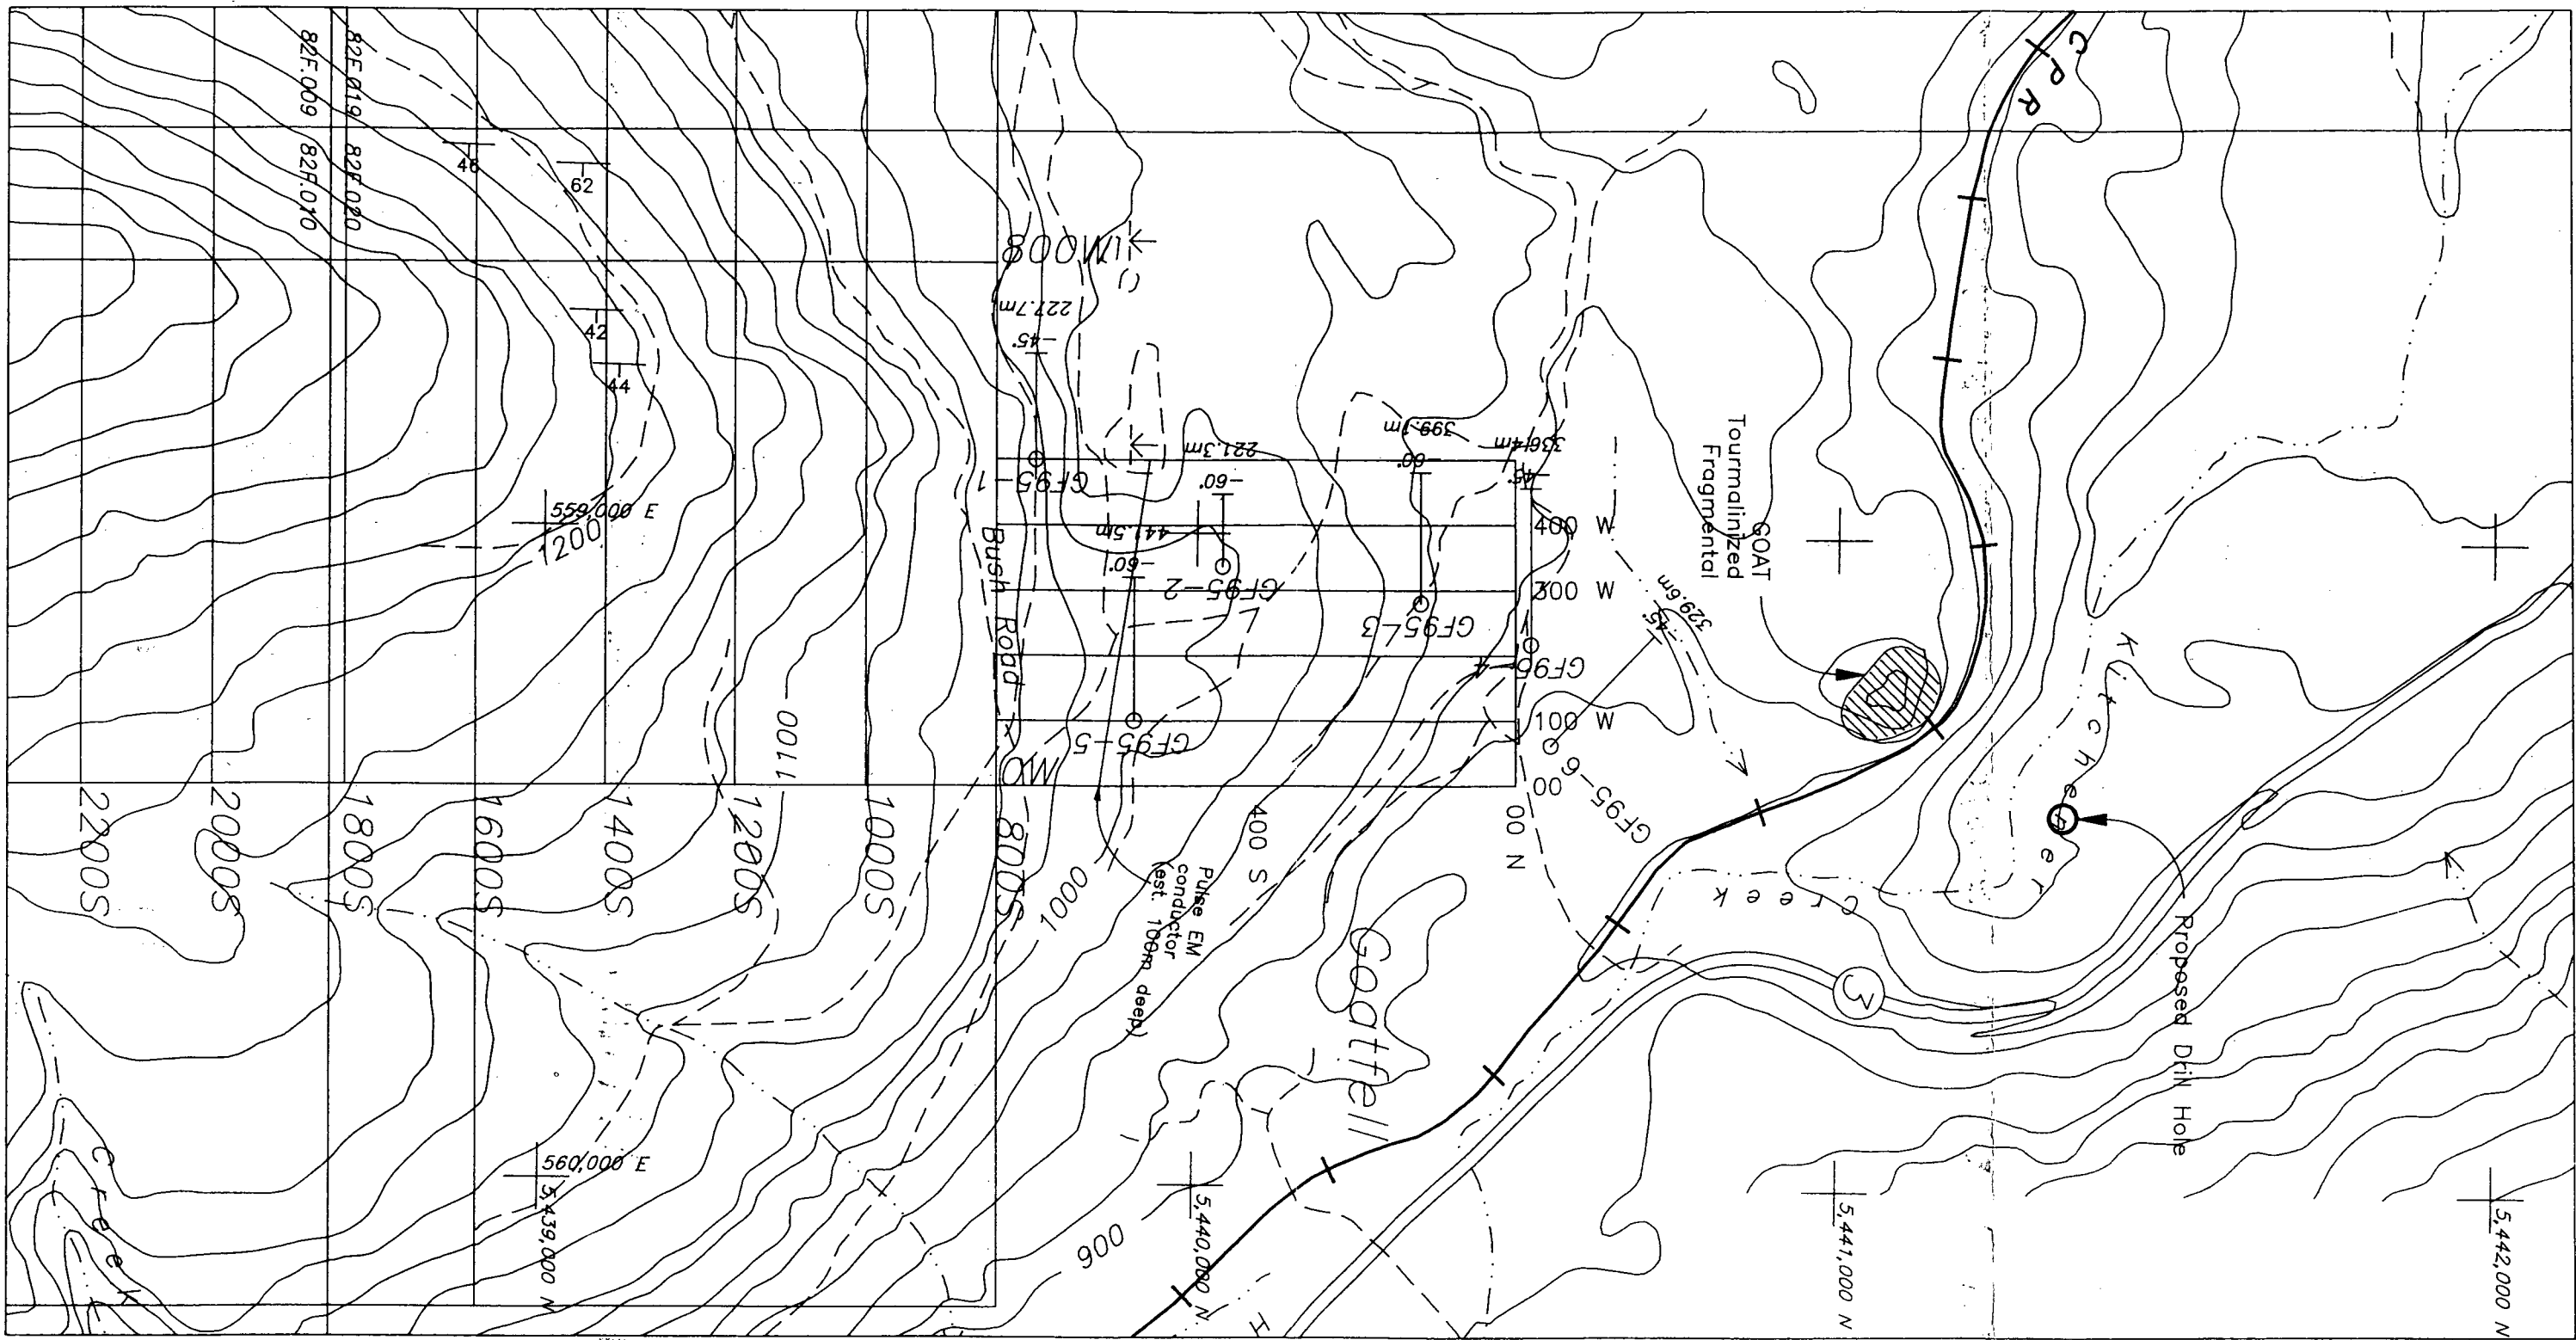 C P R
82F.019
82F.009
82F.020
82F.010
46
62
42
44
800W
227.7m
-45°
GF95-1
221.3m
-60°
GF95-2
441.5m
-60°
GF95-5
399.1m
-60°
GF95-3
336.4m
-45°
GF95-4
329.6m
-45°
GF95-6
400 W
300 W
100 W
00
00 N
0W
400 S
Tourmalinized
Fragmental
GOAT
Kitchener
Creek
Proposed Drill Hole
3
559,000 E
1200
1100
1000
900
Bush Road
Pulse EM
conductor
(est. 100m deep)
Goatfell
2200S
2000S
1800S
1600S
1400S
1200S
1000S
800S
560,000 E
5,439,000 N
5,440,000 N
5,441,000 N
5,442,000 N
Creek
H